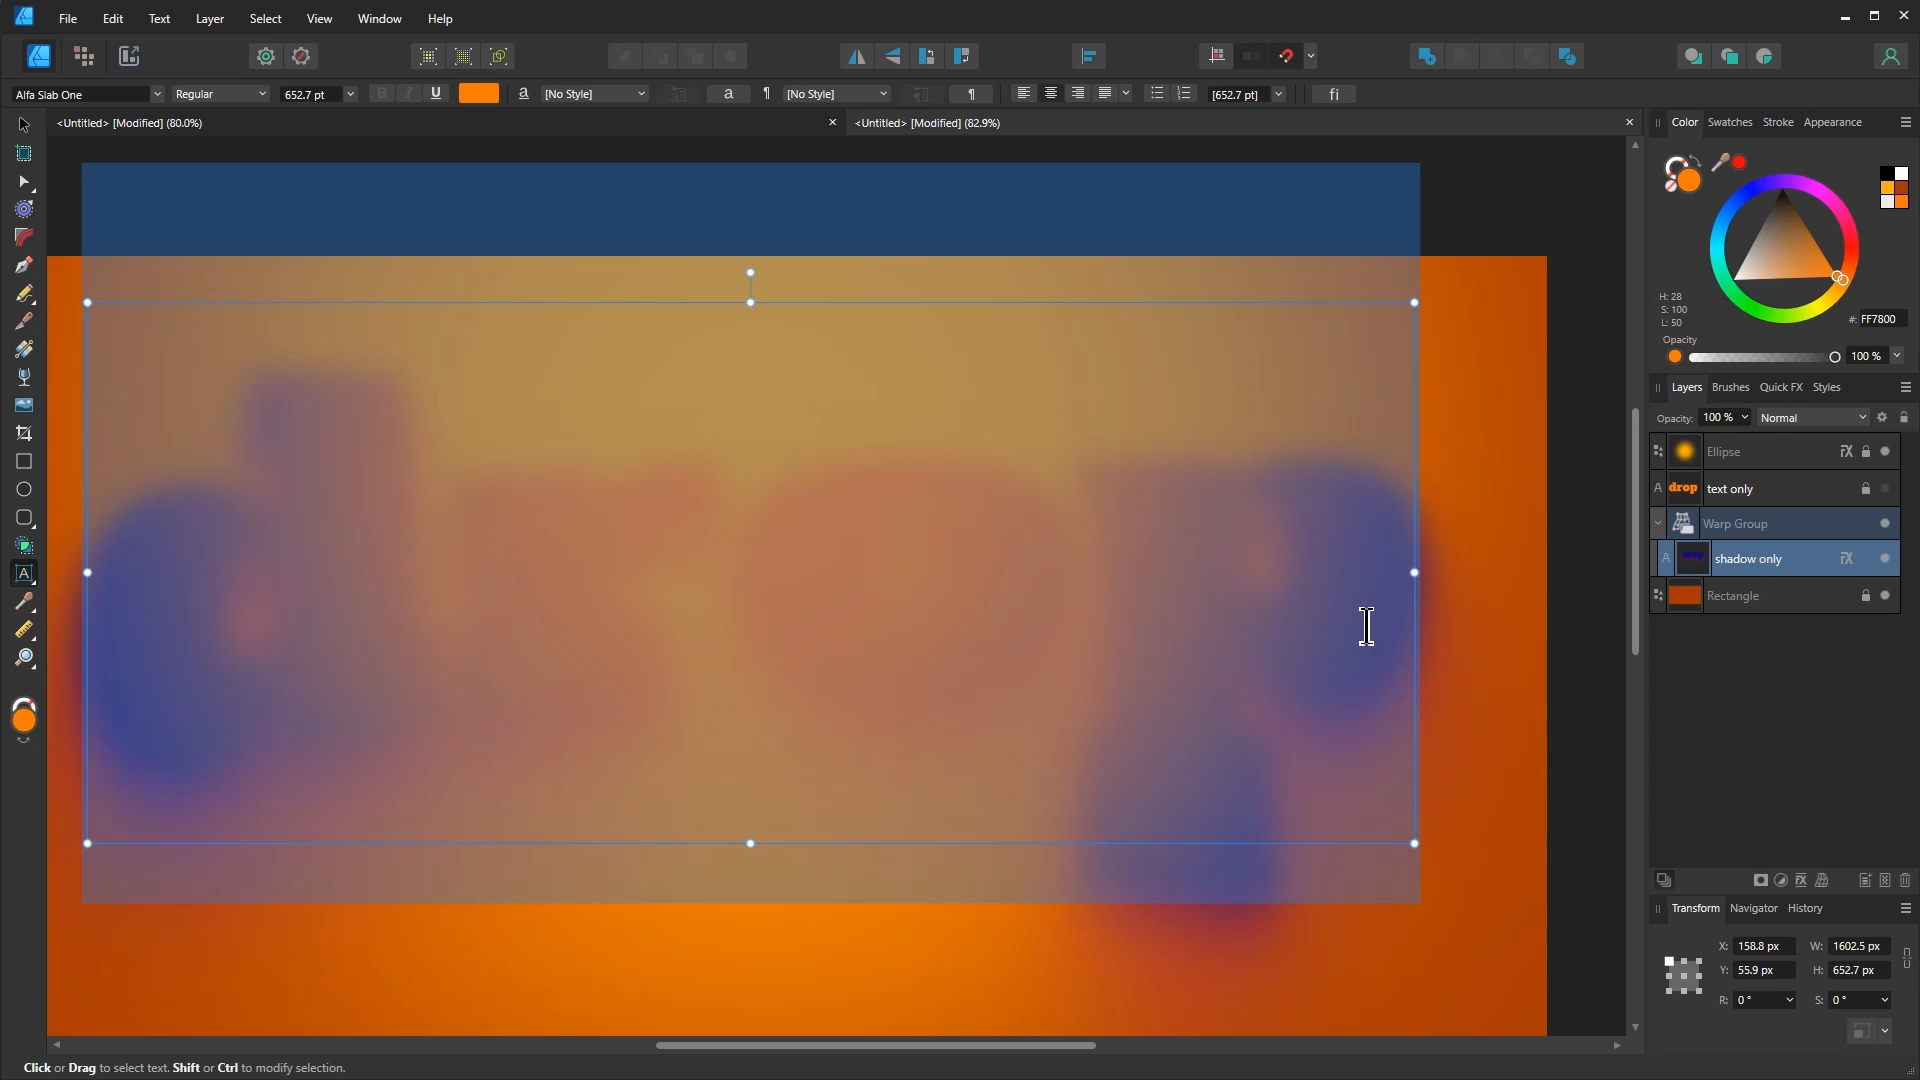 File Edit Text Layer Select View Window Help
Alfa Slab One Regular 652.7 pt B I U a [No Style] a ¶ [No Style] ¶ [652.7 pt] fi
<Untitled> [Modified] (80.0%) <Untitled> [Modified] (82.9%)
Color Swatches Stroke Appearance
H: 28
S: 100
L: 50
#: FF7800
Opacity
100 %
Layers Brushes Quick FX Styles
Opacity: 100 % Normal
Ellipse FX
A drop text only
Warp Group
A drop shadow only FX
Rectangle
FX
Transform Navigator History
X: 158.8 px W: 1602.5 px
Y: 55.9 px H: 652.7 px
R: 0 ° S: 0 °
A
Click or Drag to select text. Shift or Ctrl to modify selection.